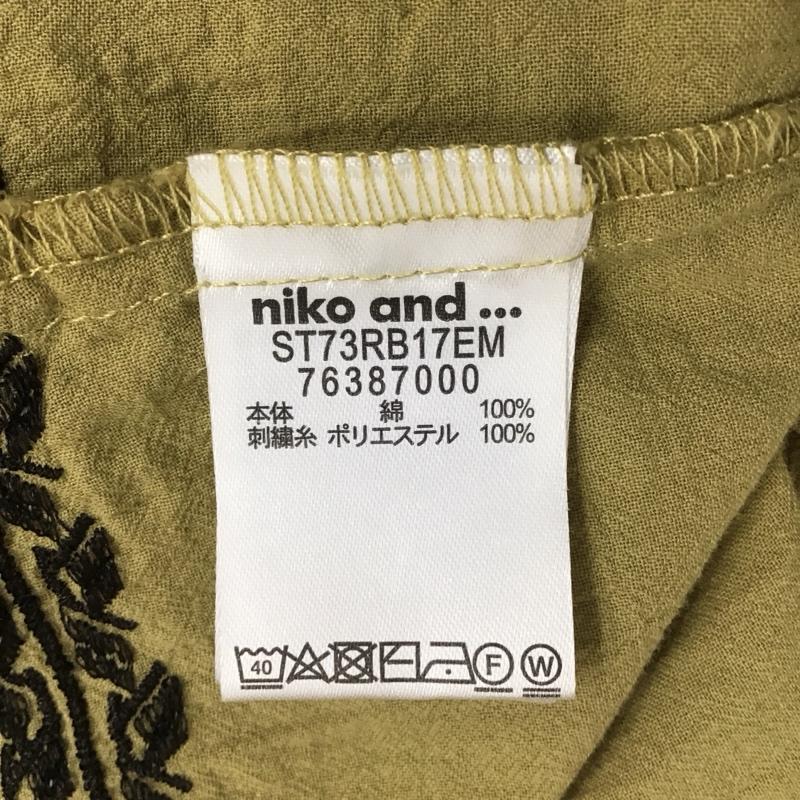 niko and ...
ST73RB17EM
76387000
本体 綿 100%
刺繍糸 ポリエステル 100%
40 F W